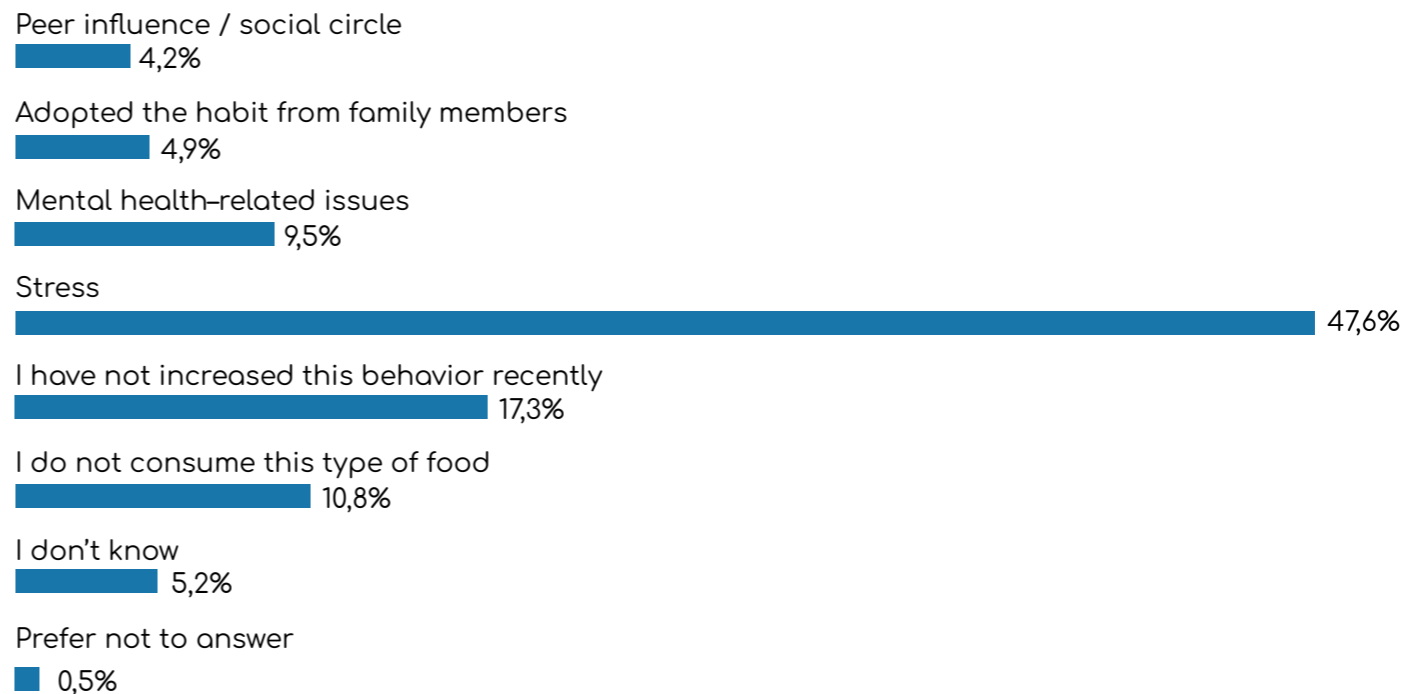 Peer influence / social circle
4,2%
Adopted the habit from family members
4,9%
Mental health–related issues
9,5%
Stress
47,6%
I have not increased this behavior recently
17,3%
I do not consume this type of food
10,8%
I don’t know
5,2%
Prefer not to answer
0,5%